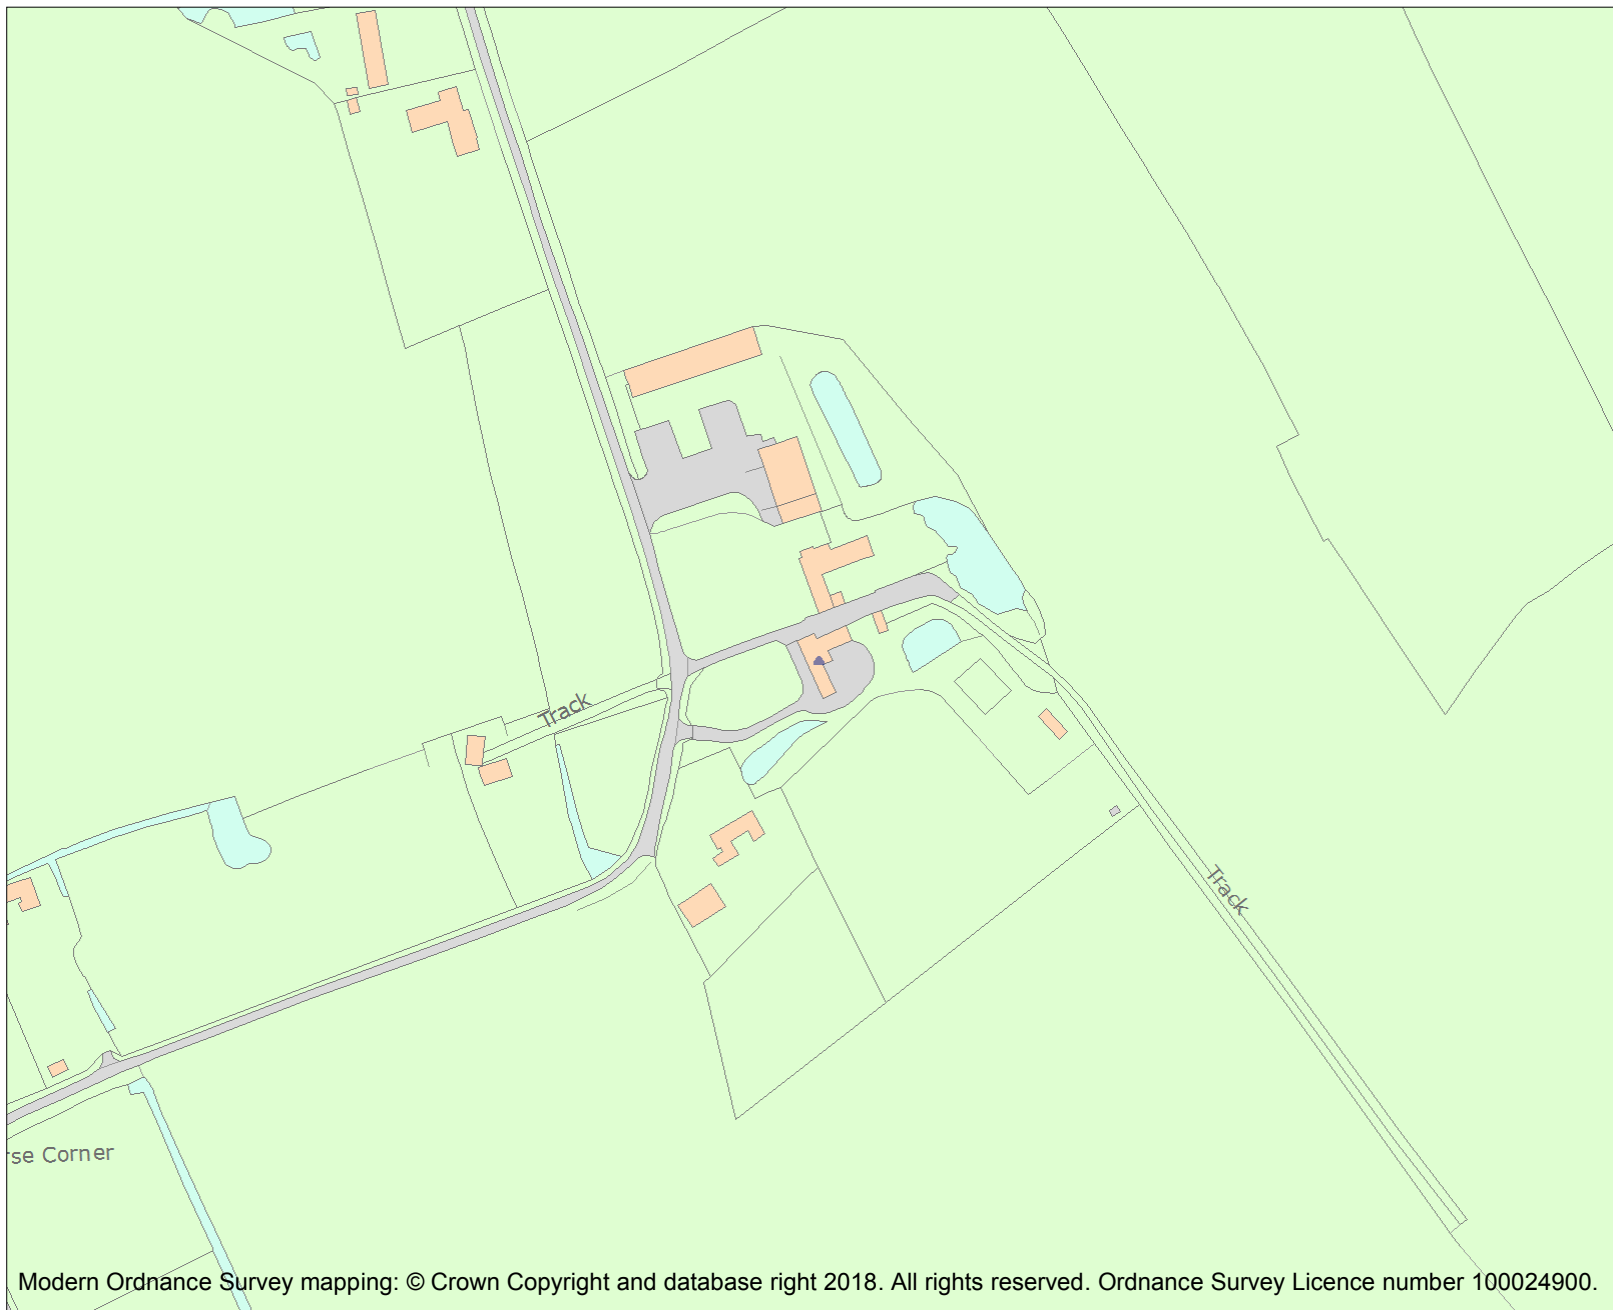 Track
Track
rse Corner
Modern Ordnance Survey mapping: © Crown Copyright and database right 2018. All rights reserved. Ordnance Survey Licence number 100024900.